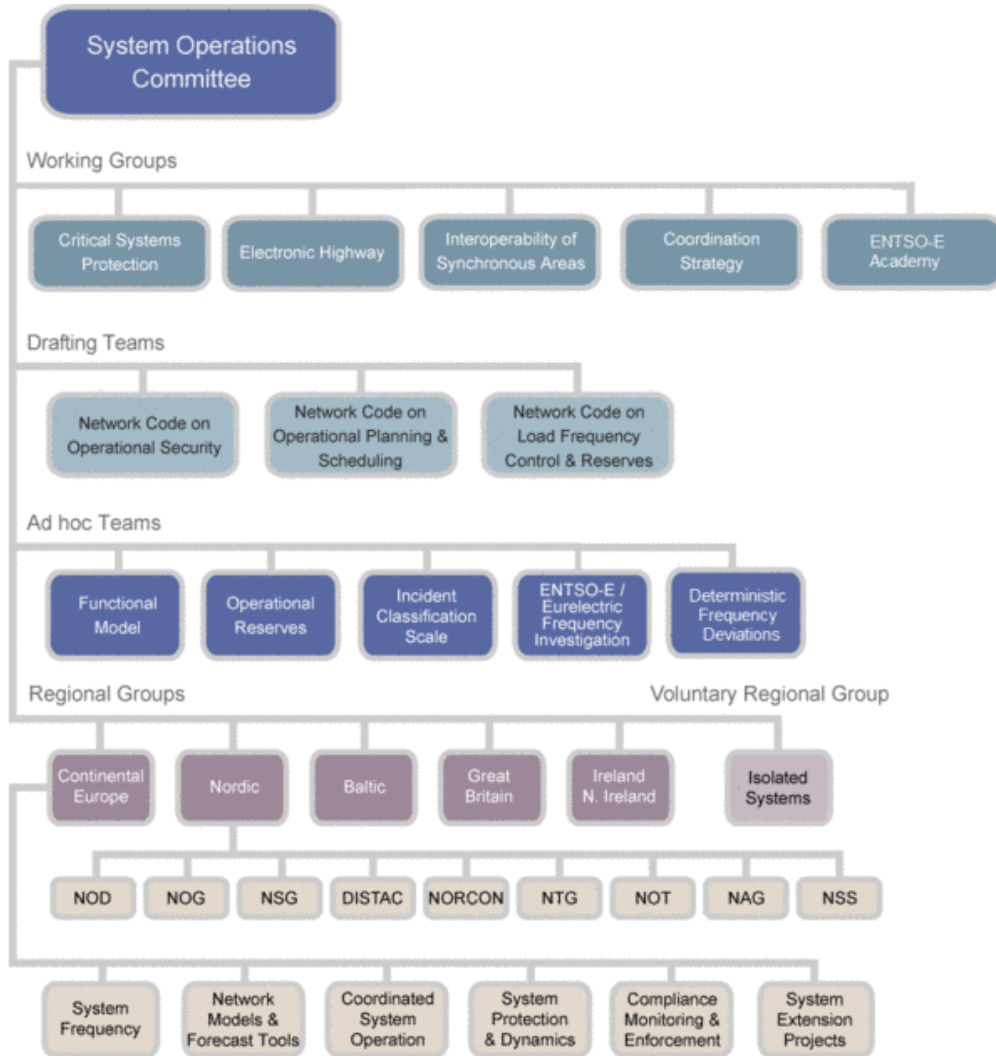 System Operations
Committee
Working Groups
Critical Systems
Protection
Electronic Highway
Interoperability of
Synchronous Areas
Coordination
Strategy
ENTSO-E
Academy
Drafting Teams
Network Code on
Operational Security
Network Code on
Operational Planning &
Scheduling
Network Code on
Load Frequency
Control & Reserves
Ad hoc Teams
Functional
Model
Operational
Reserves
Incident
Classification
Scale
ENTSO-E /
Eurelectric
Frequency
Investigation
Deterministic
Frequency
Deviations
Regional Groups
Voluntary Regional Group
Continental
Europe
Nordic
Baltic
Great
Britain
Ireland
N. Ireland
Isolated
Systems
NOD
NOG
NSG
DISTAC
NORCON
NTG
NOT
NAG
NSS
System
Frequency
Network
Models &
Forecast Tools
Coordinated
System
Operation
System
Protection
& Dynamics
Compliance
Monitoring &
Enforcement
System
Extension
Projects